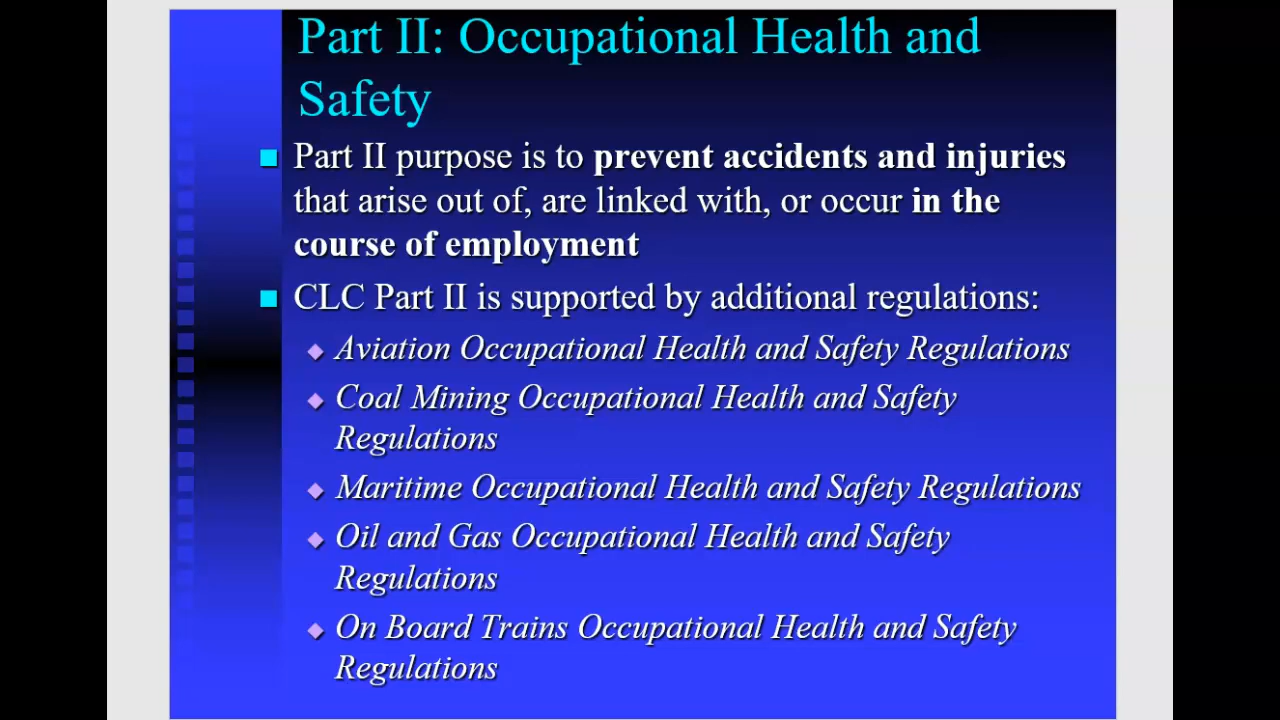 Part II: Occupational Health and
Safety
Part II purpose is to prevent accidents and injuries
that arise out of, are linked with, or occur in the
course of employment
CLC Part II is supported by additional regulations:
Aviation Occupational Health and Safety Regulations
Coal Mining Occupational Health and Safety
Regulations
Maritime Occupational Health and Safety Regulations
Oil and Gas Occupational Health and Safety
Regulations
On Board Trains Occupational Health and Safety
Regulations